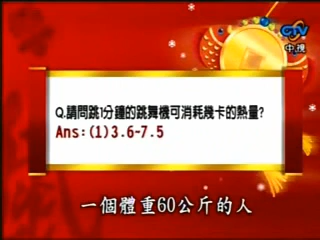 CTV
中視
Q.請問跳1分鐘的跳舞機可消耗幾卡的熱量?
Ans:(1)3.6-7.5
一個體重60公斤的人